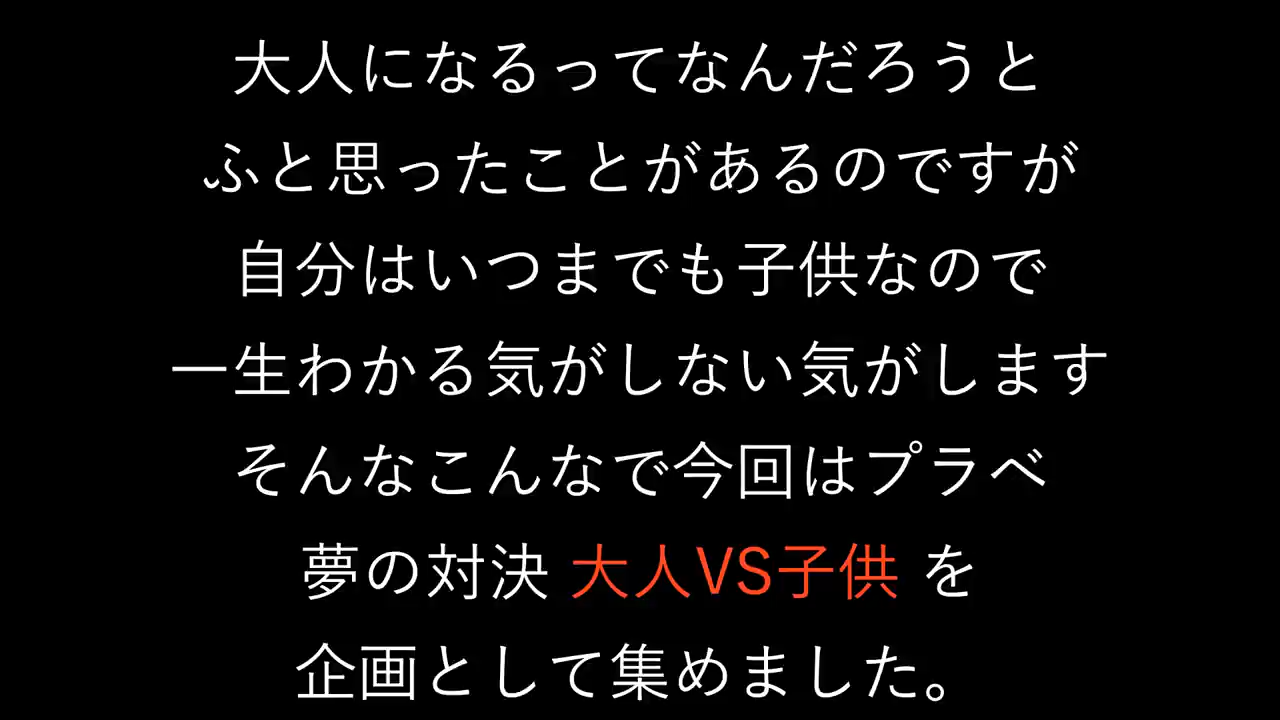 大人になるってなんだろうと
ふと思ったことがあるのですが
自分はいつまでも子供なので
一生わかる気がしない気がします
そんなこんなで今回はプラベ
夢の対決 大人VS子供 を
企画として集めました。